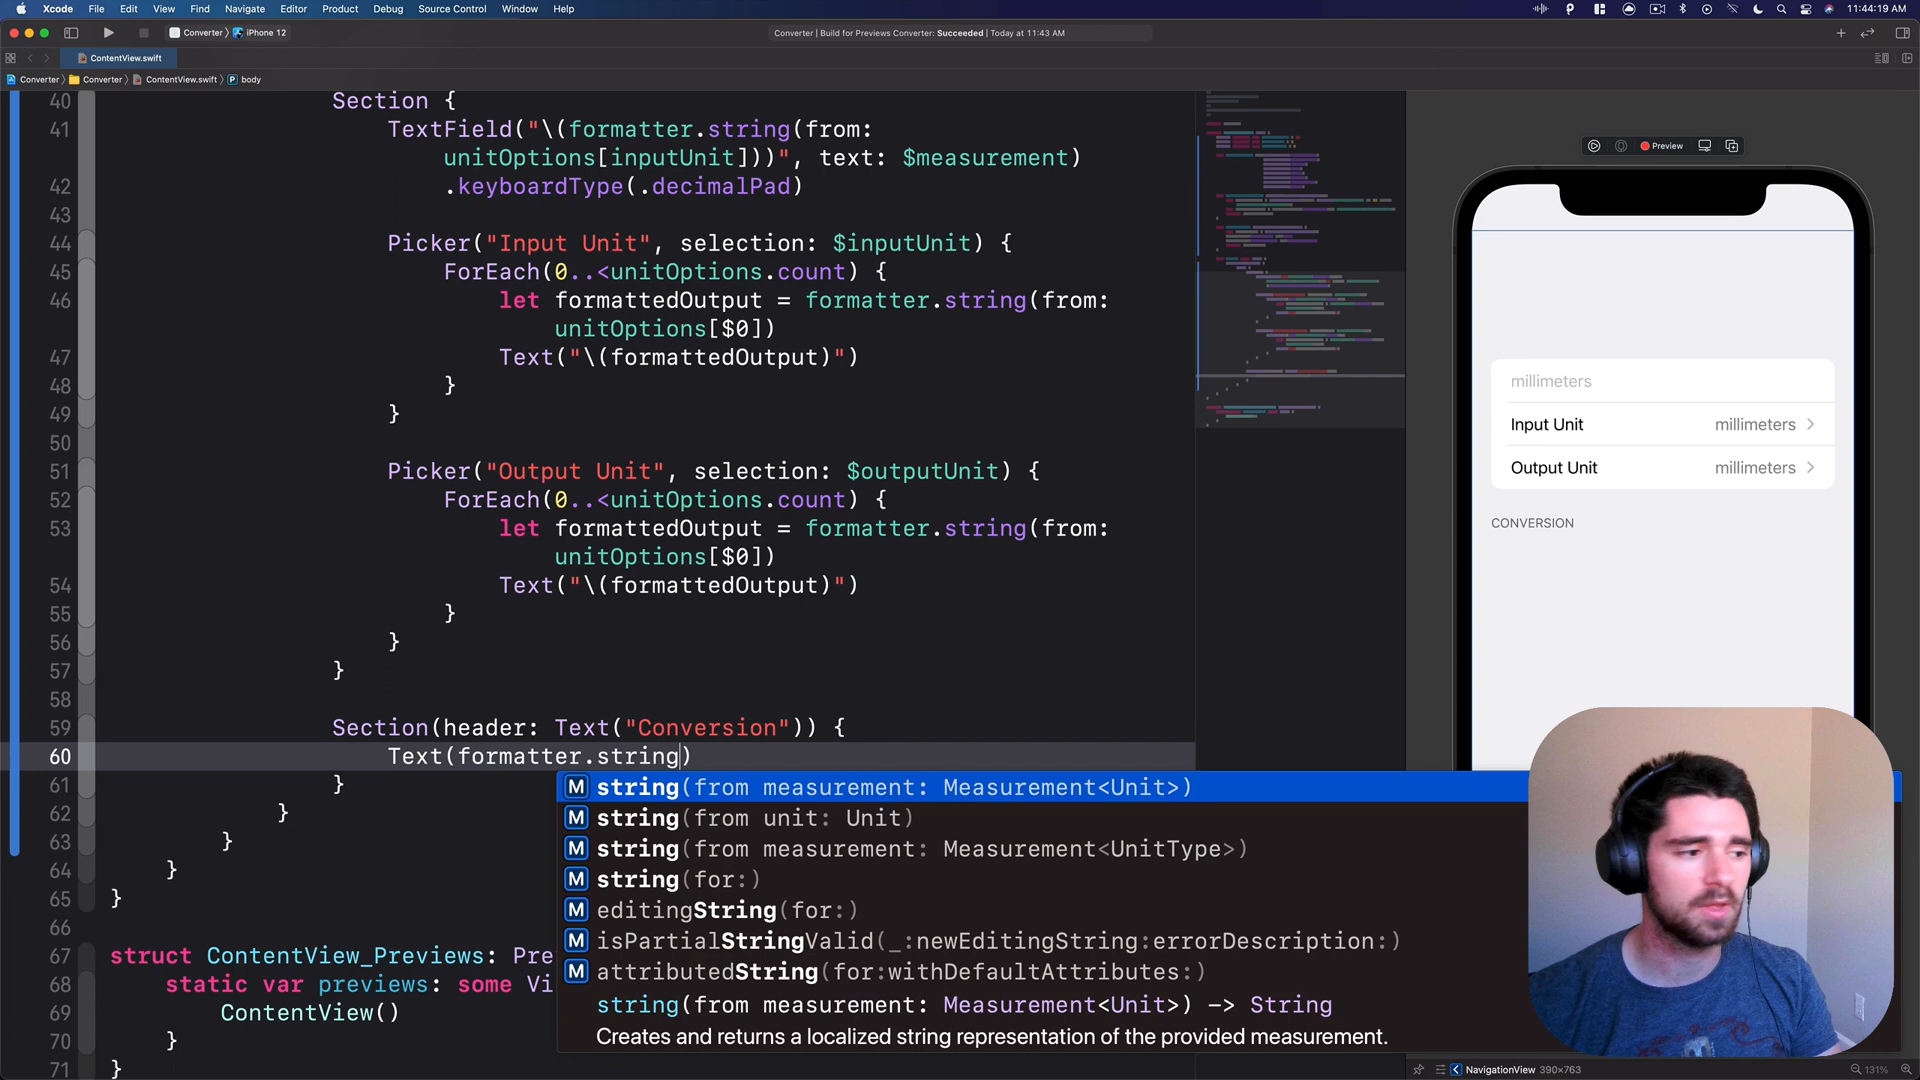 Xcode File Edit View Find Navigate Editor Product Debug Source Control Window Help 11:44:19 AM
Converter iPhone 12 Converter | Build for Previews Converter: Succeeded | Today at 11:43 AM
ContentView.swift
Converter Converter ContentView.swift P body
40 Section {
41 TextField("\(formatter.string(from:
unitOptions[inputUnit]))", text: $measurement)
42 .keyboardType(.decimalPad)
43
44 Picker("Input Unit", selection: $inputUnit) {
45 ForEach(0..<unitOptions.count) {
46 let formattedOutput = formatter.string(from:
unitOptions[$0])
47 Text("\(formattedOutput)")
48 }
49 }
50
51 Picker("Output Unit", selection: $outputUnit) {
52 ForEach(0..<unitOptions.count) {
53 let formattedOutput = formatter.string(from:
unitOptions[$0])
54 Text("\(formattedOutput)")
55 }
56 }
57 }
58
59 Section(header: Text("Conversion")) {
60 Text(formatter.string)
61 }
62 }
63 }
64 }
65 }
66
67 struct ContentView_Previews: Pre
68 static var previews: some Vi
69 ContentView()
70 }
71 }
M string(from measurement: Measurement<Unit>)
M string(from unit: Unit)
M string(from measurement: Measurement<UnitType>)
M string(for:)
M editingString(for:)
M isPartialStringValid(_:newEditingString:errorDescription:)
M attributedString(for:withDefaultAttributes:)
string(from measurement: Measurement<Unit>) -> String
Creates and returns a localized string representation of the provided measurement.
Preview
millimeters
Input Unit millimeters
Output Unit millimeters
CONVERSION
NavigationView 390×763 131%